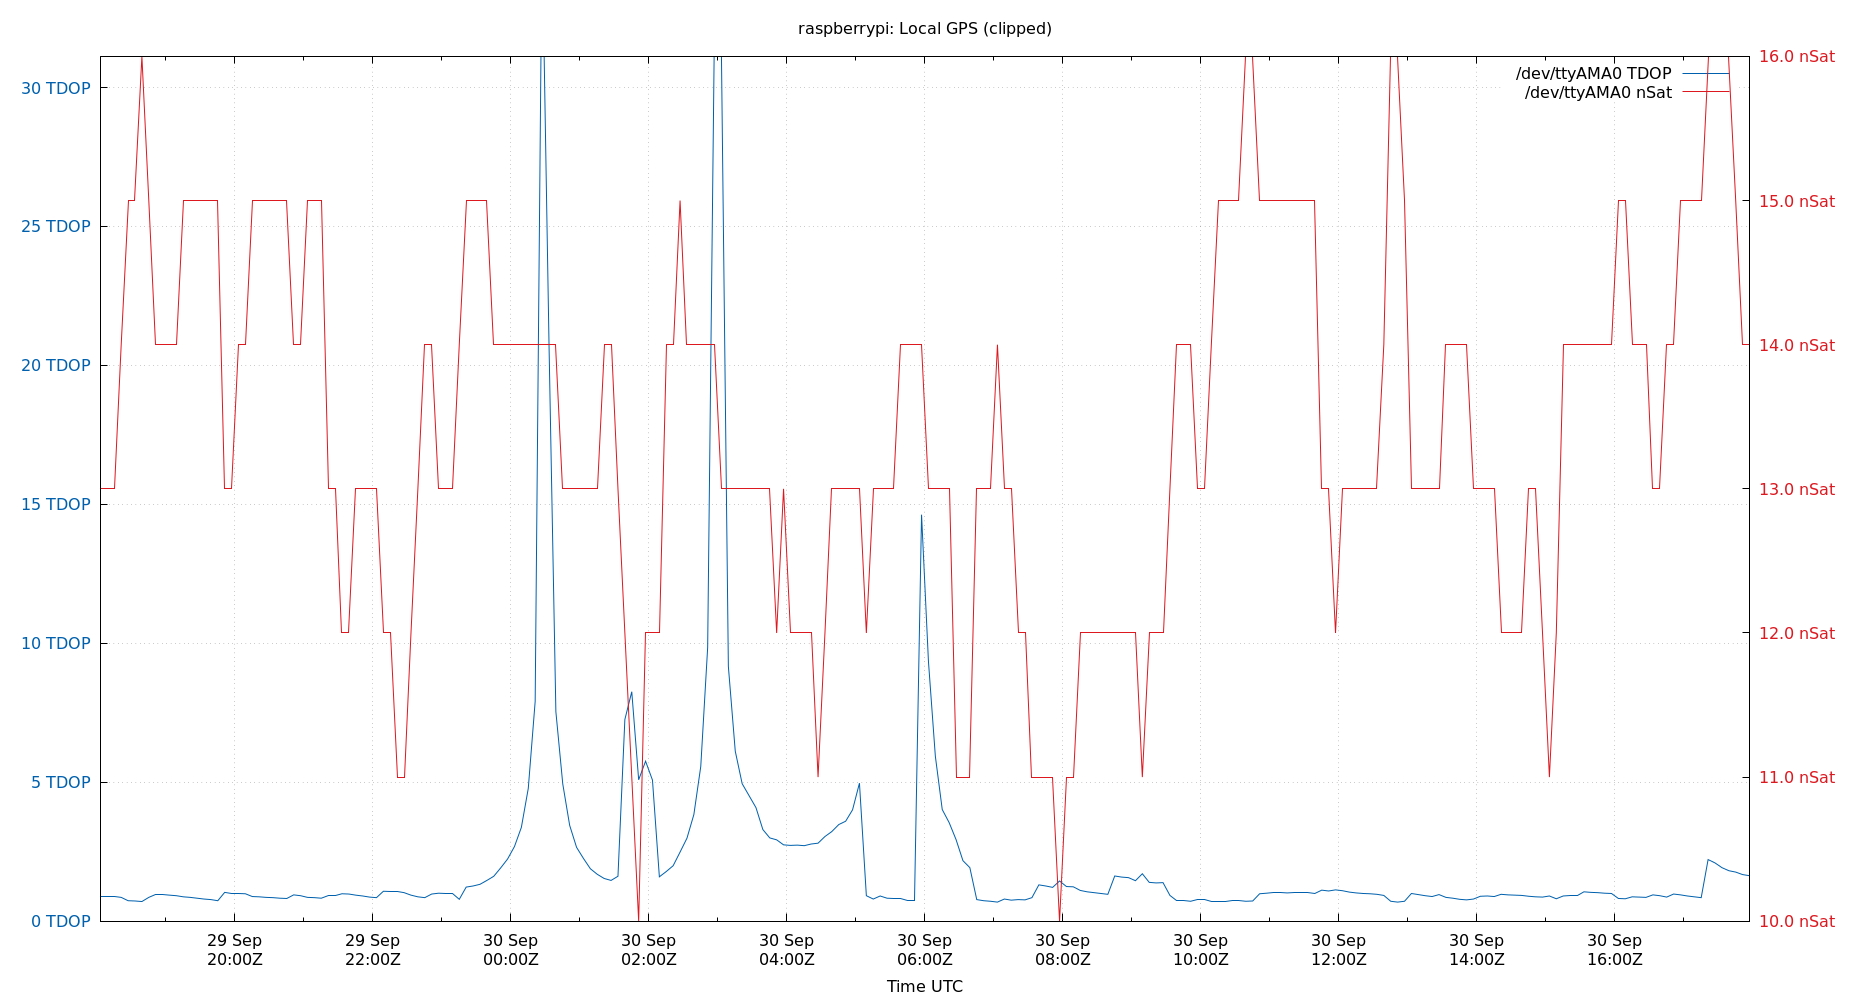 raspberrypi: Local GPS (clipped)
/dev/ttyAMA0 TDOP
/dev/ttyAMA0 nSat
30 TDOP
25 TDOP
20 TDOP
15 TDOP
10 TDOP
5 TDOP
0 TDOP
16.0 nSat
15.0 nSat
14.0 nSat
13.0 nSat
12.0 nSat
11.0 nSat
10.0 nSat
29 Sep
20:00Z
29 Sep
22:00Z
30 Sep
00:00Z
30 Sep
02:00Z
30 Sep
04:00Z
30 Sep
06:00Z
30 Sep
08:00Z
30 Sep
10:00Z
30 Sep
12:00Z
30 Sep
14:00Z
30 Sep
16:00Z
Time UTC